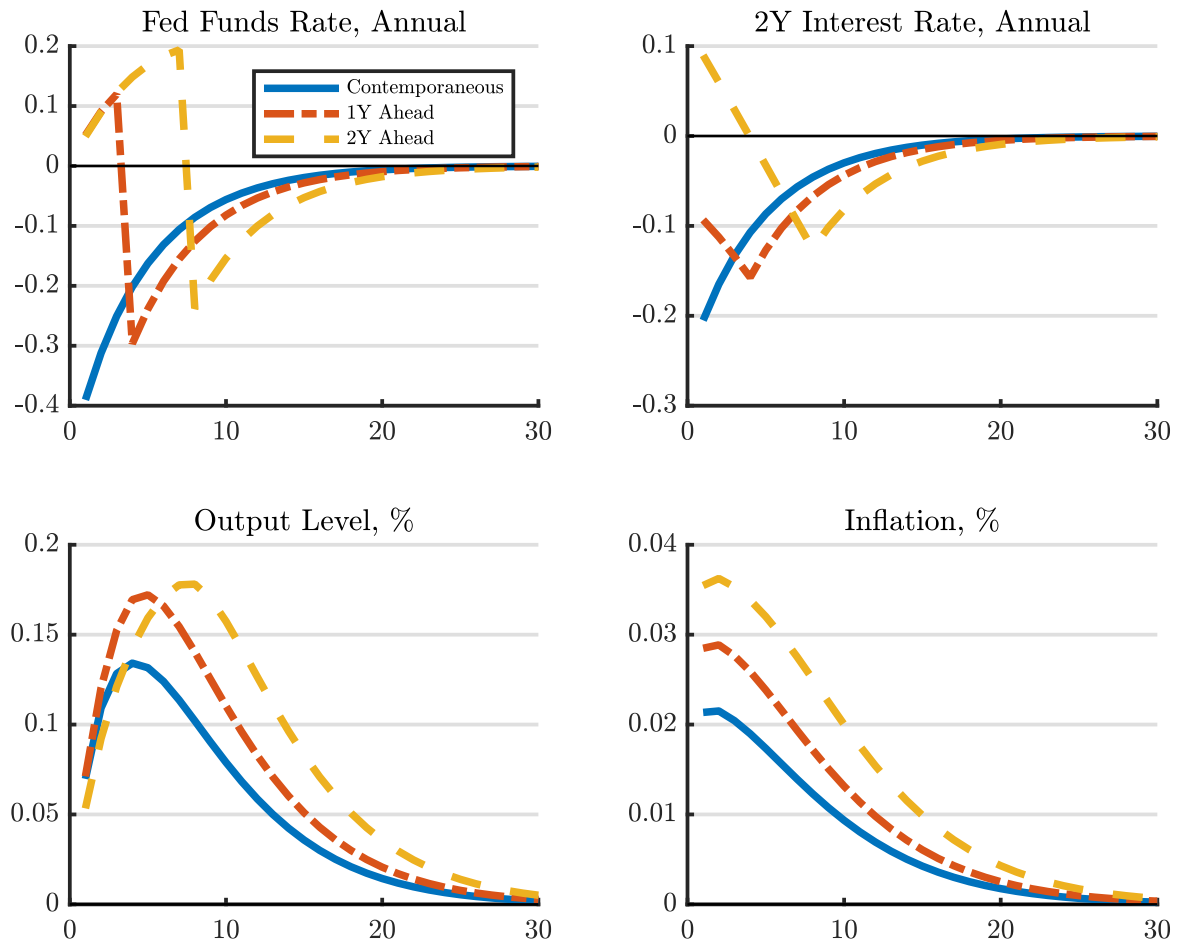 Fed Funds Rate, Annual
0.2
0.1
0
-0.1
-0.2
-0.3
-0.4
0 10 20 30
Contemporaneous
1Y Ahead
2Y Ahead
2Y Interest Rate, Annual
0.1
0
-0.1
-0.2
-0.3
0 10 20 30
Output Level, %
0.2
0.15
0.1
0.05
0
0 10 20 30
Inflation, %
0.04
0.03
0.02
0.01
0
0 10 20 30